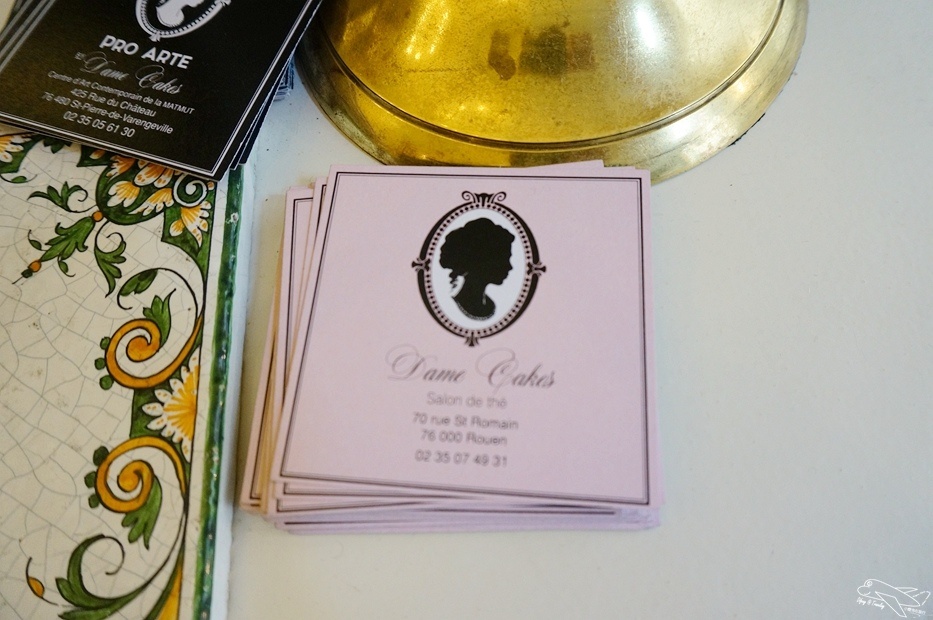 PRO ARTE
Dame Cakes
Centre d'Art Contemporain de la MATMUT
425 Rue du Château
76 480 St-Pierre-de-Varengeville
02 35 05 61 30
Dame Cakes
Salon de thé
70 rue St Romain
76 000 Rouen
02 35 07 49 31